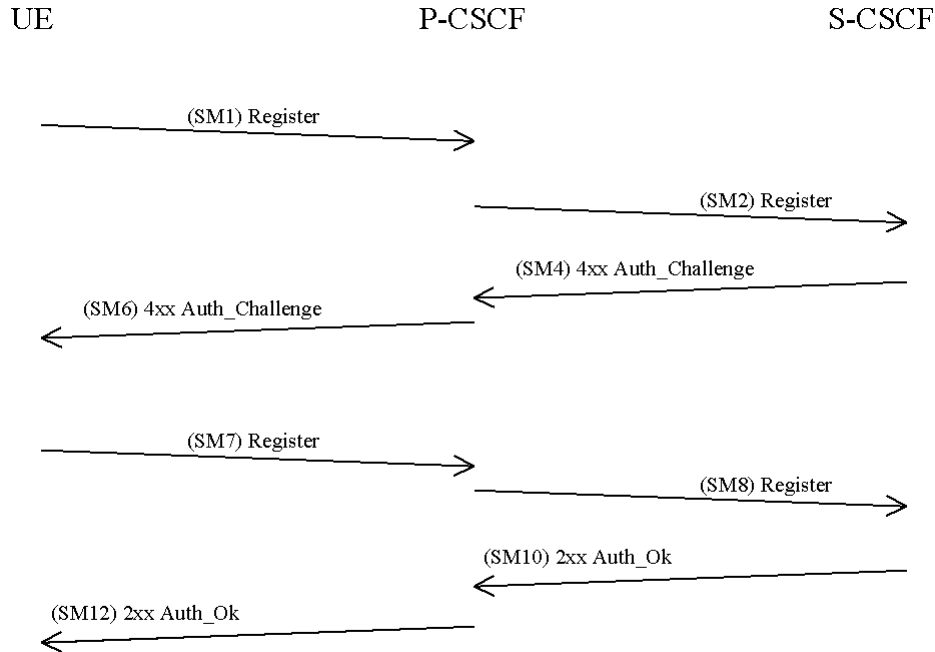 UE P-CSCF S-CSCF
(SM1) Register
(SM2) Register
(SM4) 4xx Auth_Challenge
(SM6) 4xx Auth_Challenge
(SM7) Register
(SM8) Register
(SM10) 2xx Auth_Ok
(SM12) 2xx Auth_Ok